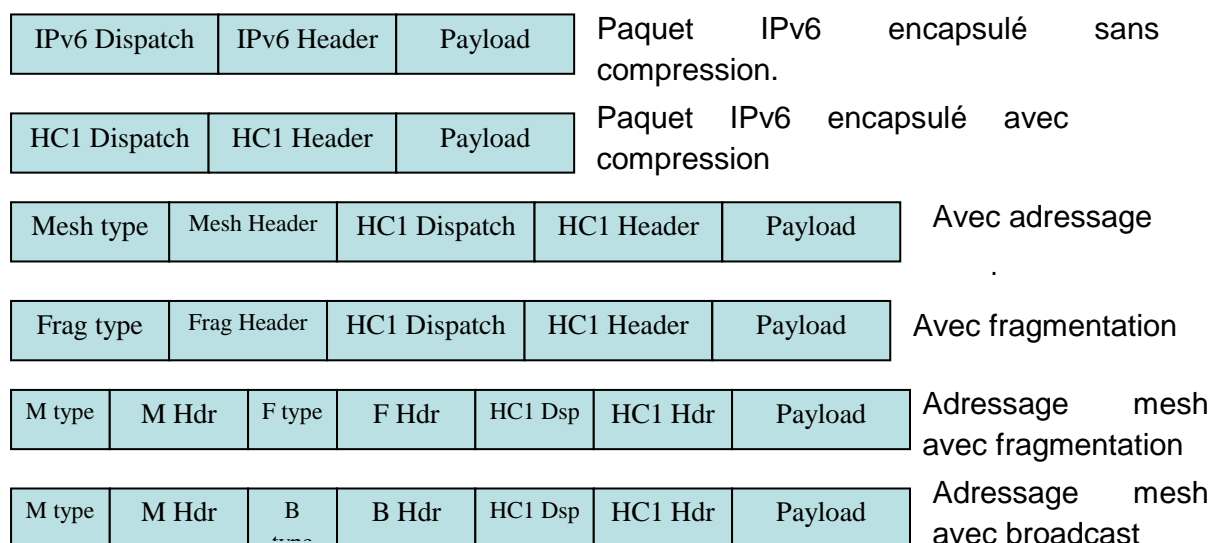 IPv6 Dispatch IPv6 Header Payload Paquet IPv6 encapsulé sans
compression.
HC1 Dispatch HC1 Header Payload Paquet IPv6 encapsulé avec
compression
Mesh type Mesh Header HC1 Dispatch HC1 Header Payload Avec adressage
.
Frag type Frag Header HC1 Dispatch HC1 Header Payload Avec fragmentation
M type M Hdr F type F Hdr HC1 Dsp HC1 Hdr Payload Adressage mesh
avec fragmentation
M type M Hdr B type B Hdr HC1 Dsp HC1 Hdr Payload Adressage mesh
avec broadcast